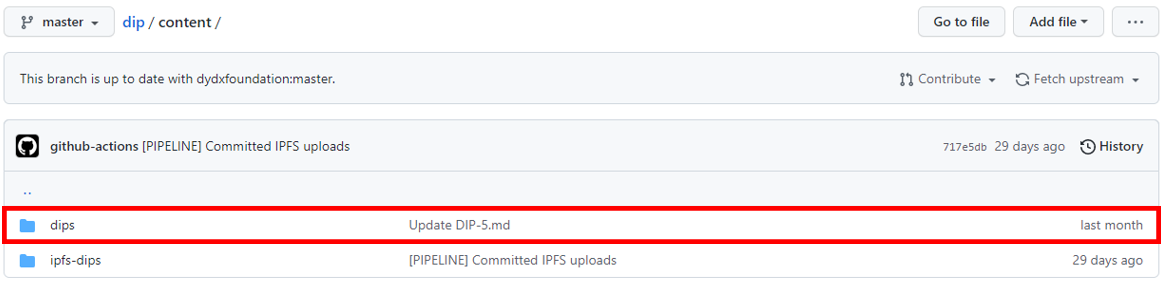 master dip / content / Go to file Add file ...
This branch is up to date with dydxfoundation:master. Contribute Fetch upstream
github-actions [PIPELINE] Committed IPFS uploads 717e5db 29 days ago History
..
dips Update DIP-5.md last month
ipfs-dips [PIPELINE] Committed IPFS uploads 29 days ago